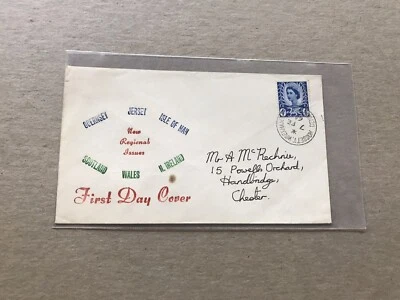 GUERNSEY
JERSEY
ISLE OF MAN
New
Regional
Issues
SCOTLAND
WALES
N. IRELAND
First Day Cover
Mr A McRechnie,
15 Powells Orchard,
Handbridge,
Chester.